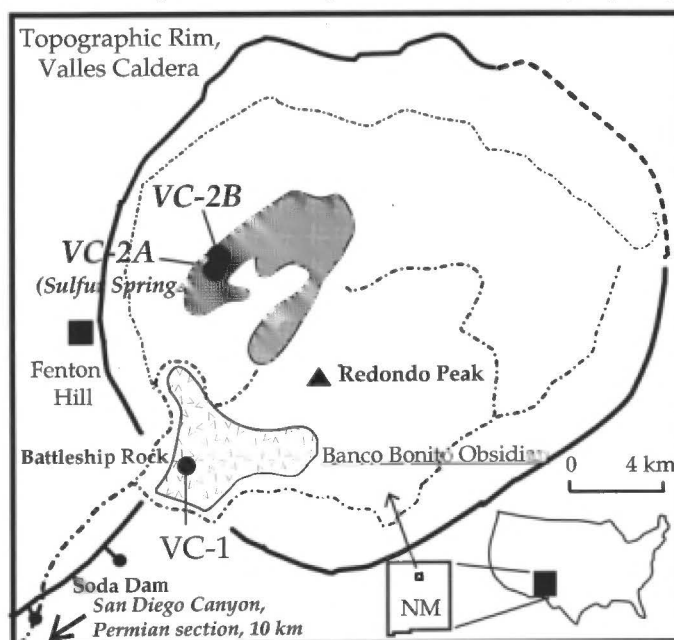 Topographic Rim,
Valles Caldera
VC-2B
VC-2A
(Sulfur Spring
Fenton
Hill
Redondo Peak
Battleship Rock
Banco Bonito Obsidian
0 4 km
VC-1
Soda Dam
San Diego Canyon,
Permian section, 10 km
NM